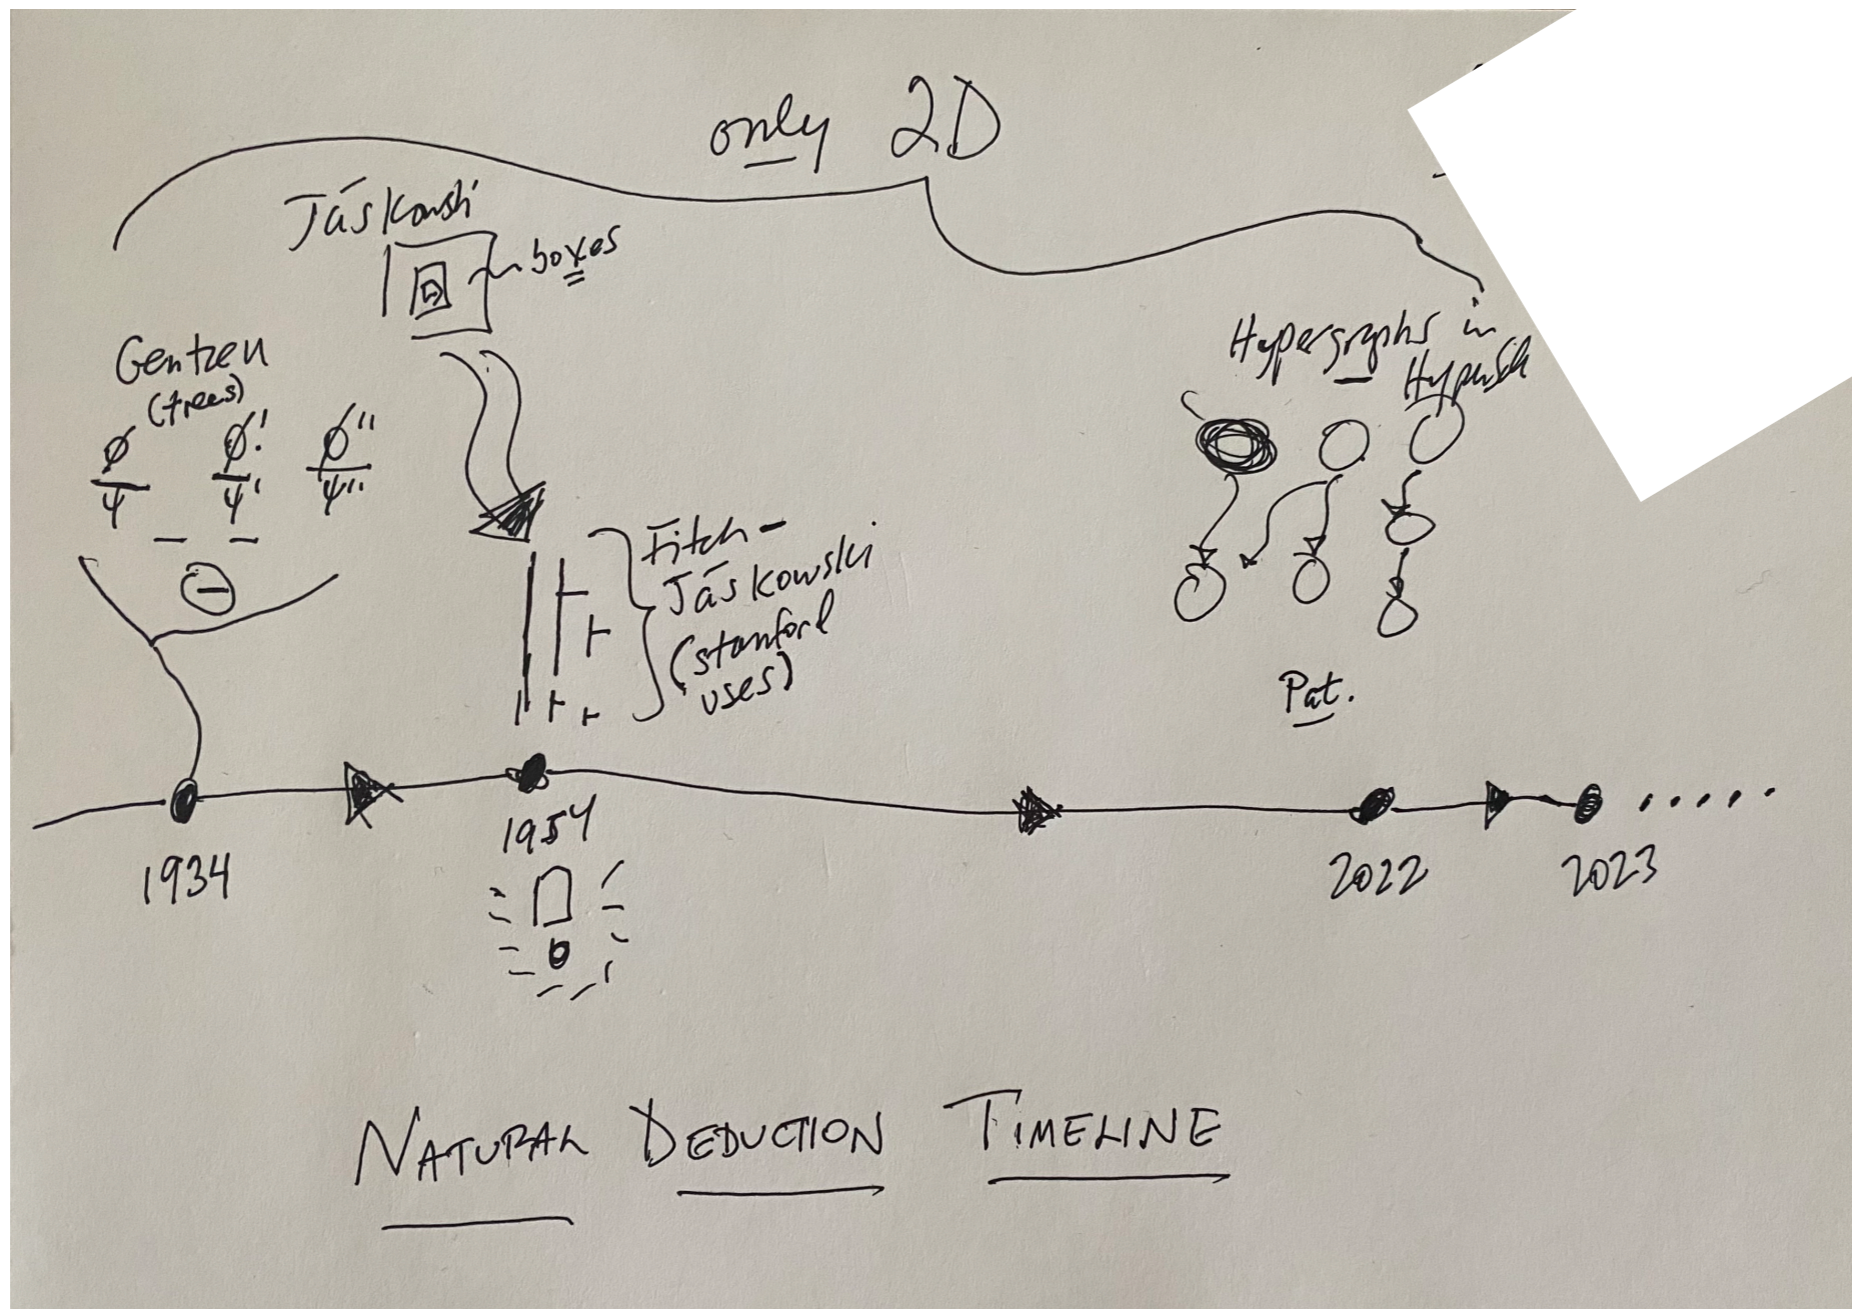 only 2D
Jáskowski
boxes
Gentzen
(trees)
φ φ' φ''
ψ ψ' ψ''
Fitch-
Jáskowski
(stanford
uses)
Hypergraphs in
Pat.
1934
1954
2022
2023
NATURAL DEDUCTION TIMELINE